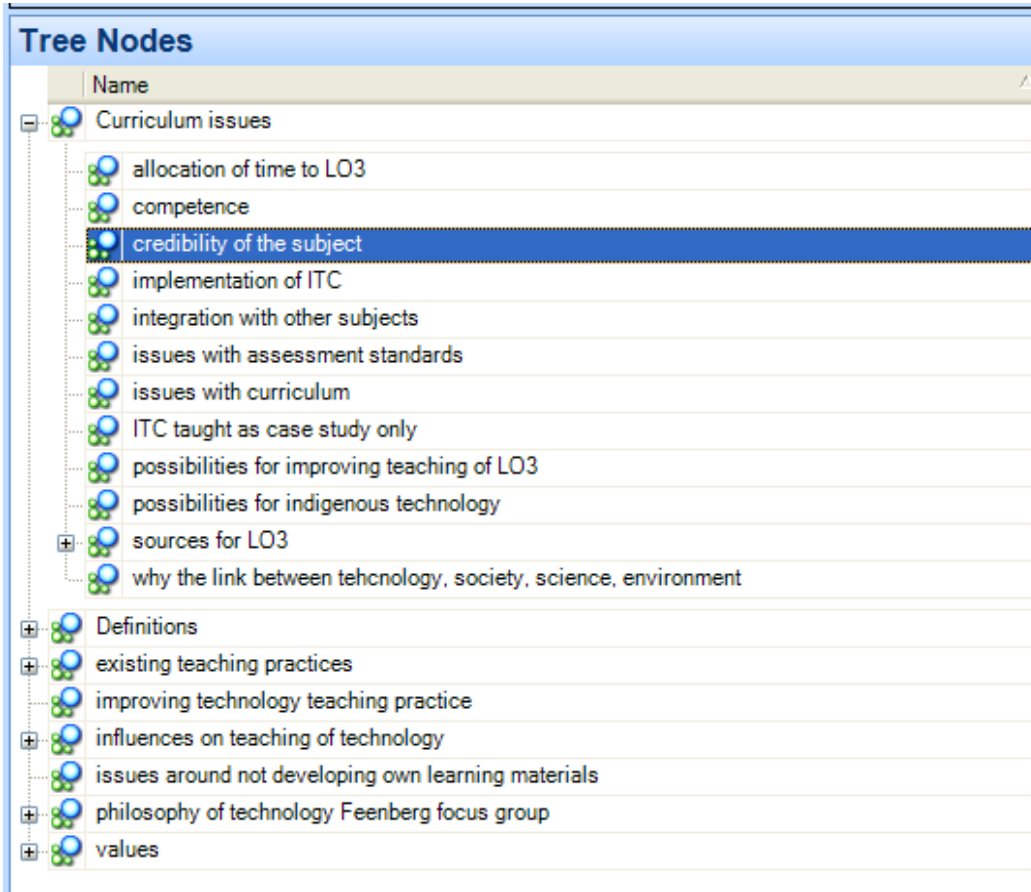 Tree Nodes
Name
Curriculum issues
allocation of time to LO3
competence
credibility of the subject
implementation of ITC
integration with other subjects
issues with assessment standards
issues with curriculum
ITC taught as case study only
possibilities for improving teaching of LO3
possibilities for indigenous technology
sources for LO3
why the link between tehcnology, society, science, environment
Definitions
existing teaching practices
improving technology teaching practice
influences on teaching of technology
issues around not developing own learning materials
philosophy of technology Feenberg focus group
values